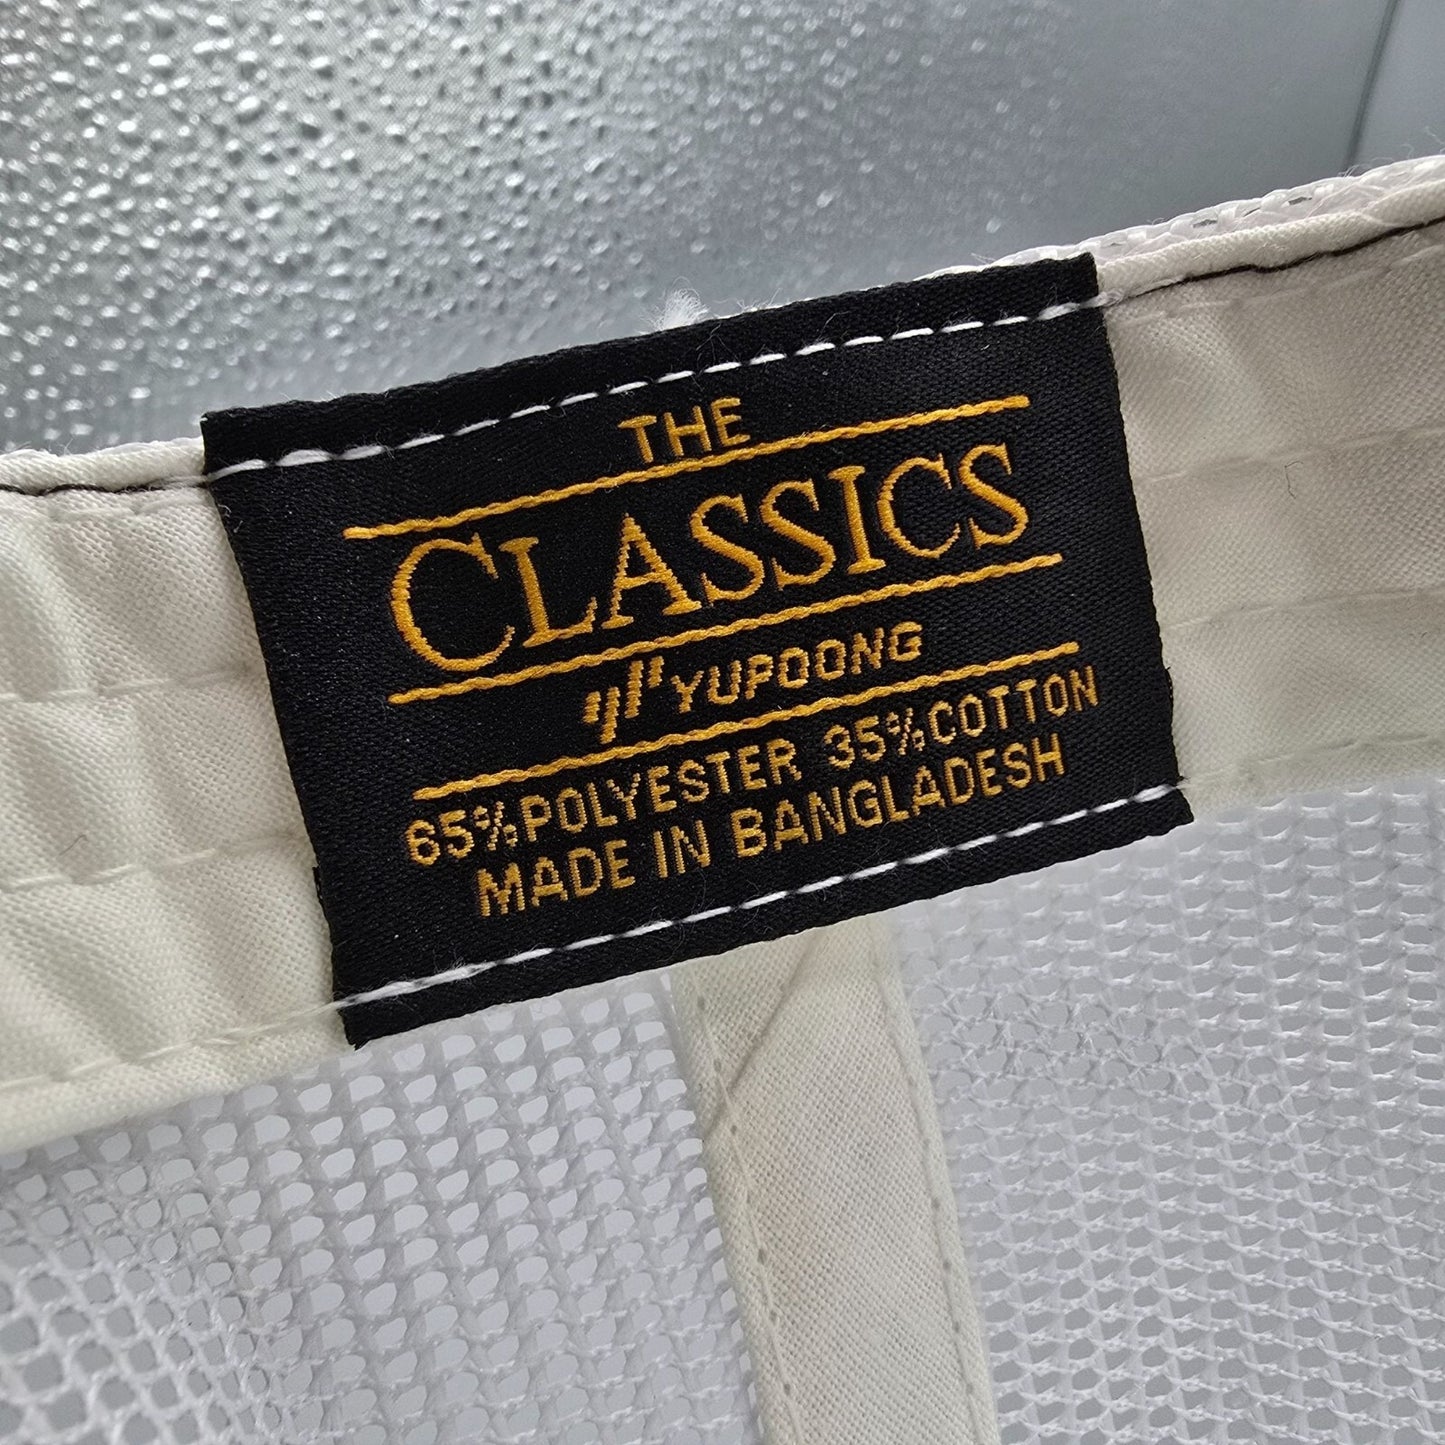 THE
CLASSICS
YUPOONG
65% POLYESTER 35% COTTON
MADE IN BANGLADESH